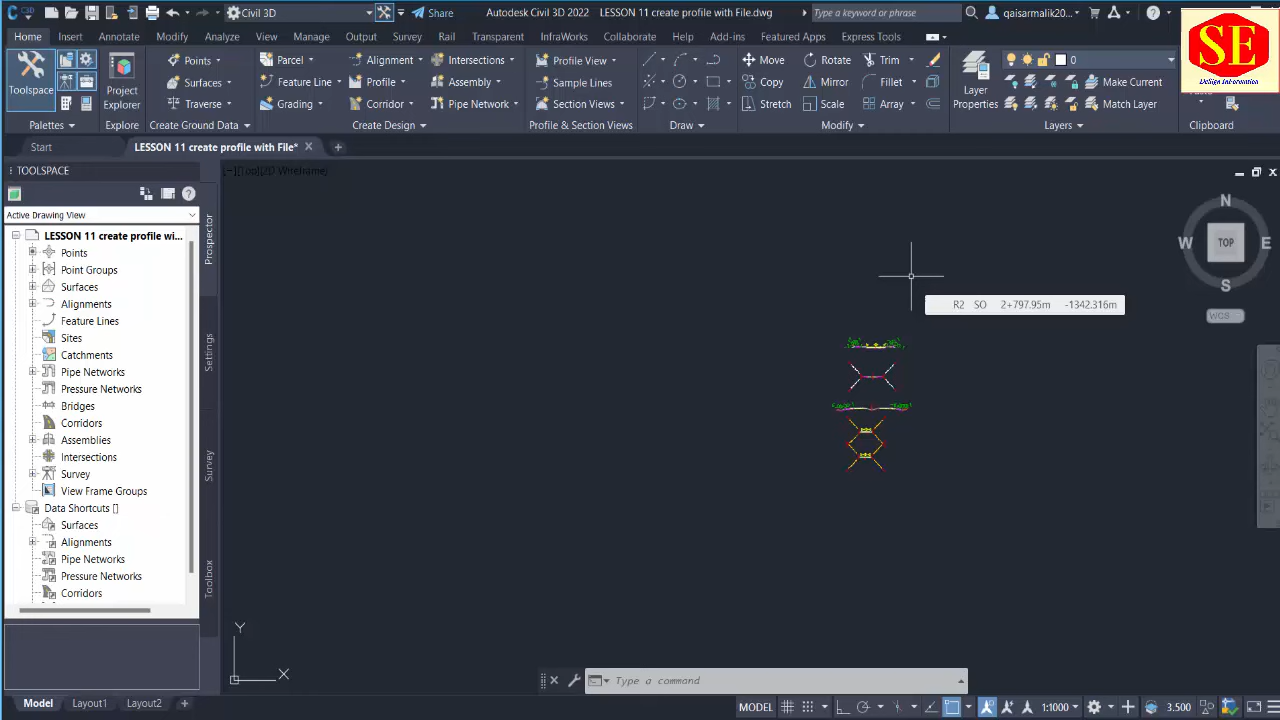 Civil 3D
Share
Autodesk Civil 3D 2022
LESSON 11 create profile with File.dwg
Type a keyword or phrase
sarmalik20...
C3D
Home
Insert
Annotate
Modify
Analyze
View
Manage
Output
Survey
Rail
Collaborate
Help
Add-ins
Express Tools
SE
Deliign Information
Toolspace
Project
Explorer
Points
Surfaces
Traverse
Parcel
Feature Line
Grading
Alignment
Profile
Corridor
Assembly
Profile View
Sample Lines
Section Views
Move
Copy
Stretch
Rotate
Mirror
Scale
Trim
Fillet
Array
Layer
Properties
0
Make Current
Match Layer
Palettes
Explore
Create Ground Data
Create Design
Profile & Section Views
Draw
Modify
Layers
Clipboard
Start
LESSON 11 create profile with File*
TOOLSPACE
Active Drawing View
LESSON 11 create profile wi...
Points
Point Groups
Surfaces
Alignments
Feature Lines
Sites
Catchments
Pipe Networks
Pressure Networks
Bridges
Corridors
Assemblies
Intersections
Survey
View Frame Groups
Data Shortcuts []
Surfaces
Alignments
Pipe Networks
Pressure Networks
Corridors
Prospector
Settings
Survey
Toolbox
[−][Top][2D Wireframe]
N
W
TOP
E
S
WCS
R2 SO 2+797.95m -1342.316m
Y
X
Type a command
Model
Layout1
Layout2
MODEL
1:1000
3.500